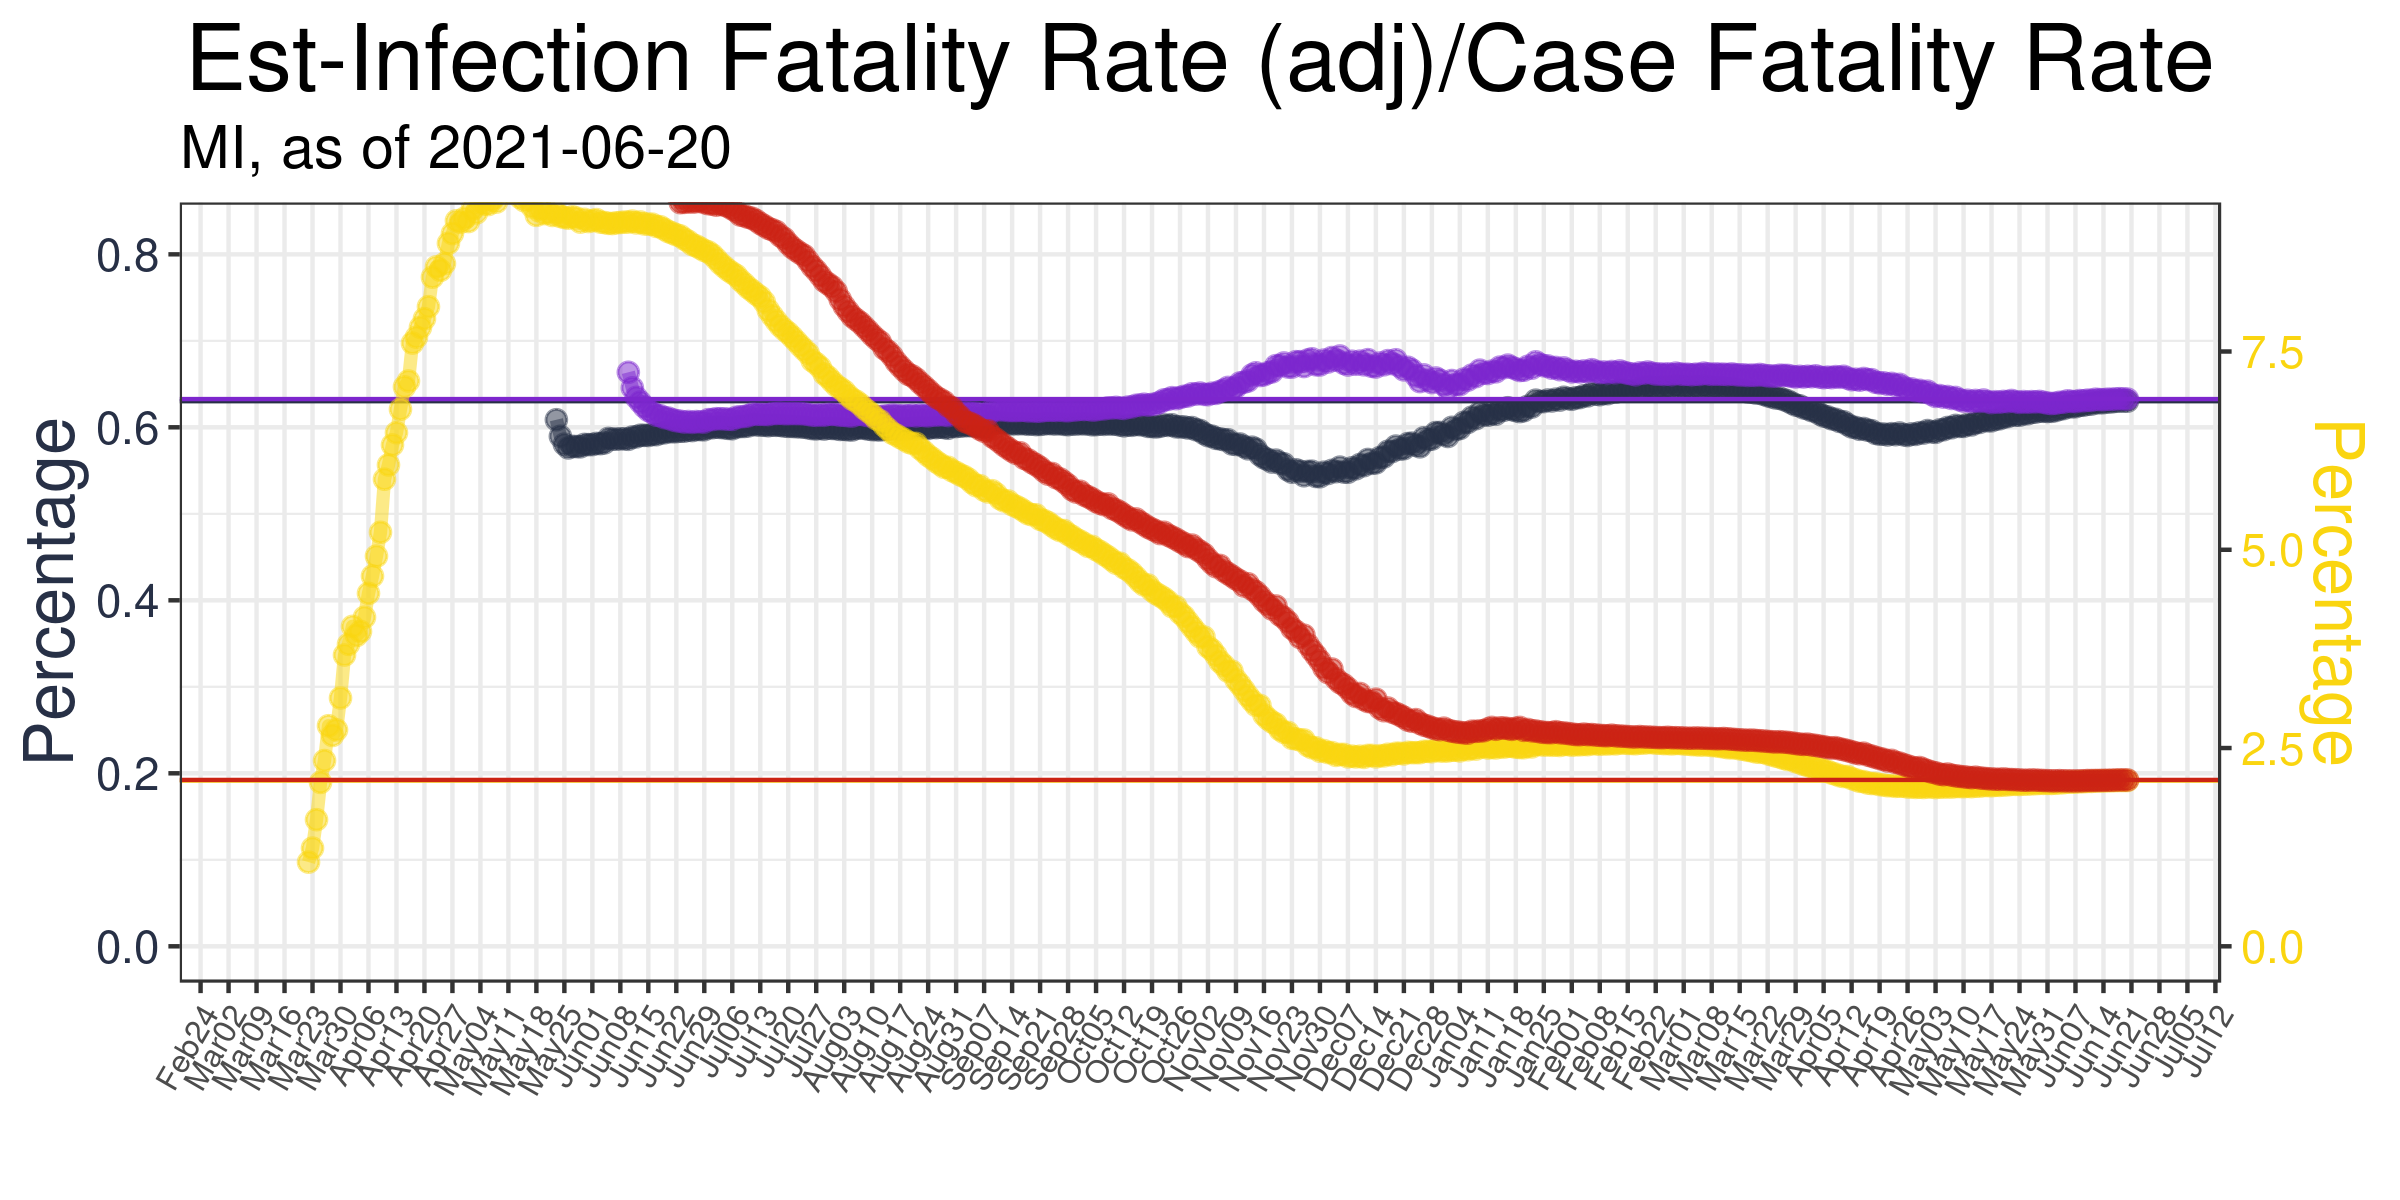 Est-Infection Fatality Rate (adj)/Case Fatality Rate
MI, as of 2021-06-20
Percentage
0.8
0.6
0.4
0.2
0.0
7.5
5.0
2.5
0.0
Percentage
Feb24
Mar02
Mar09
Mar16
Mar23
Mar30
Apr06
Apr13
Apr20
Apr27
May04
May11
May18
May25
Jun01
Jun08
Jun15
Jun22
Jun29
Jul06
Jul13
Jul20
Jul27
Aug03
Aug10
Aug17
Aug24
Aug31
Sep07
Sep14
Sep21
Sep28
Oct05
Oct12
Oct19
Oct26
Nov02
Nov09
Nov16
Nov23
Nov30
Dec07
Dec14
Dec21
Dec28
Jan04
Jan11
Jan18
Jan25
Feb01
Feb08
Feb15
Feb22
Mar01
Mar08
Mar15
Mar22
Mar29
Apr05
Apr12
Apr19
Apr26
May03
May10
May17
May24
May31
Jun07
Jun14
Jun21
Jun28
Jul05
Jul12